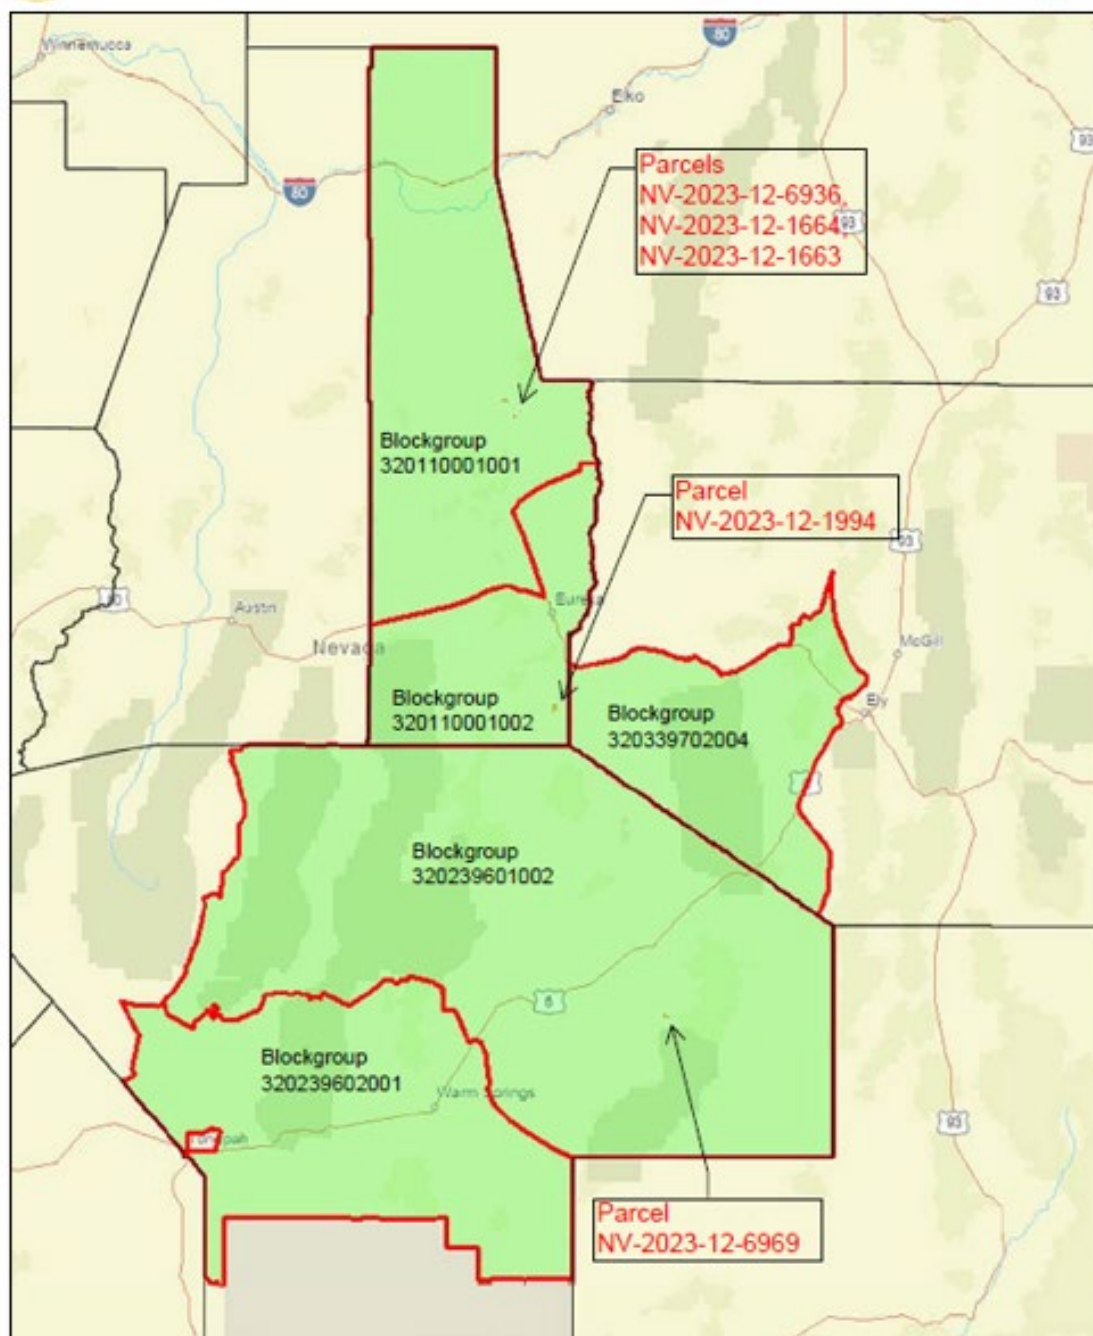 80
Winnemucca
Elko
93
80
Parcels
NV-2023-12-6936,
NV-2023-12-1664,
NV-2023-12-1663
93
93
Blockgroup
320110001001
Parcel
NV-2023-12-1994
93
Austin
Eureka
Nevada
McGill
Blockgroup
320110001002
Ely
Blockgroup
320339702004
Blockgroup
320239601002
6
Blockgroup
320239602001
Warm Springs
93
Tonopah
Parcel
NV-2023-12-6969